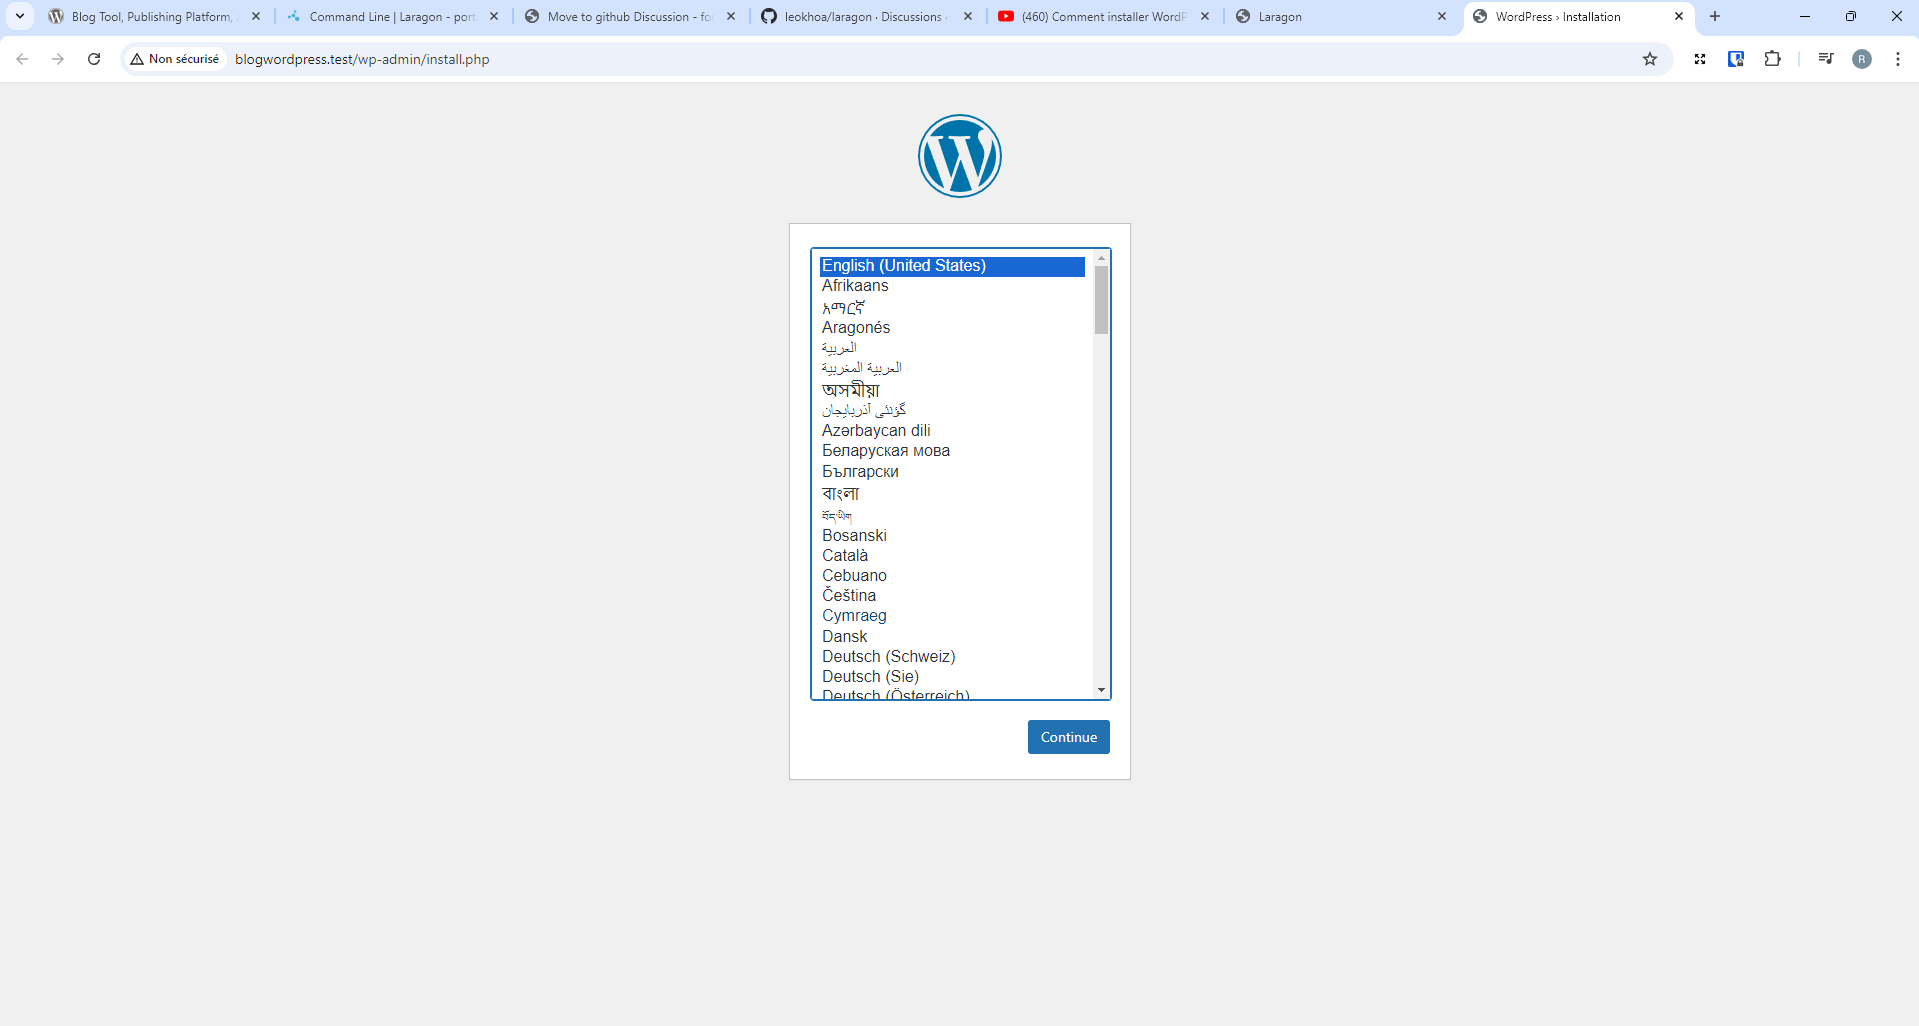 Blog Tool, Publishing Platform,
Command Line | Laragon - port
Move to github Discussion - fo
leokhoa/laragon · Discussions ·
(460) Comment installer WordP
Laragon
WordPress › Installation
Non sécurisé
blogwordpress.test/wp-admin/install.php
R
W
English (United States)
Afrikaans
አማርኛ
Aragonés
العربية
العربية المغربية
অসমীয়া
گؤنئی آذربایجان
Azərbaycan dili
Беларуская мова
Български
বাংলা
བོད་ཡིག
Bosanski
Català
Cebuano
Čeština
Cymraeg
Dansk
Deutsch (Schweiz)
Deutsch (Sie)
Deutsch (Österreich)
Continue